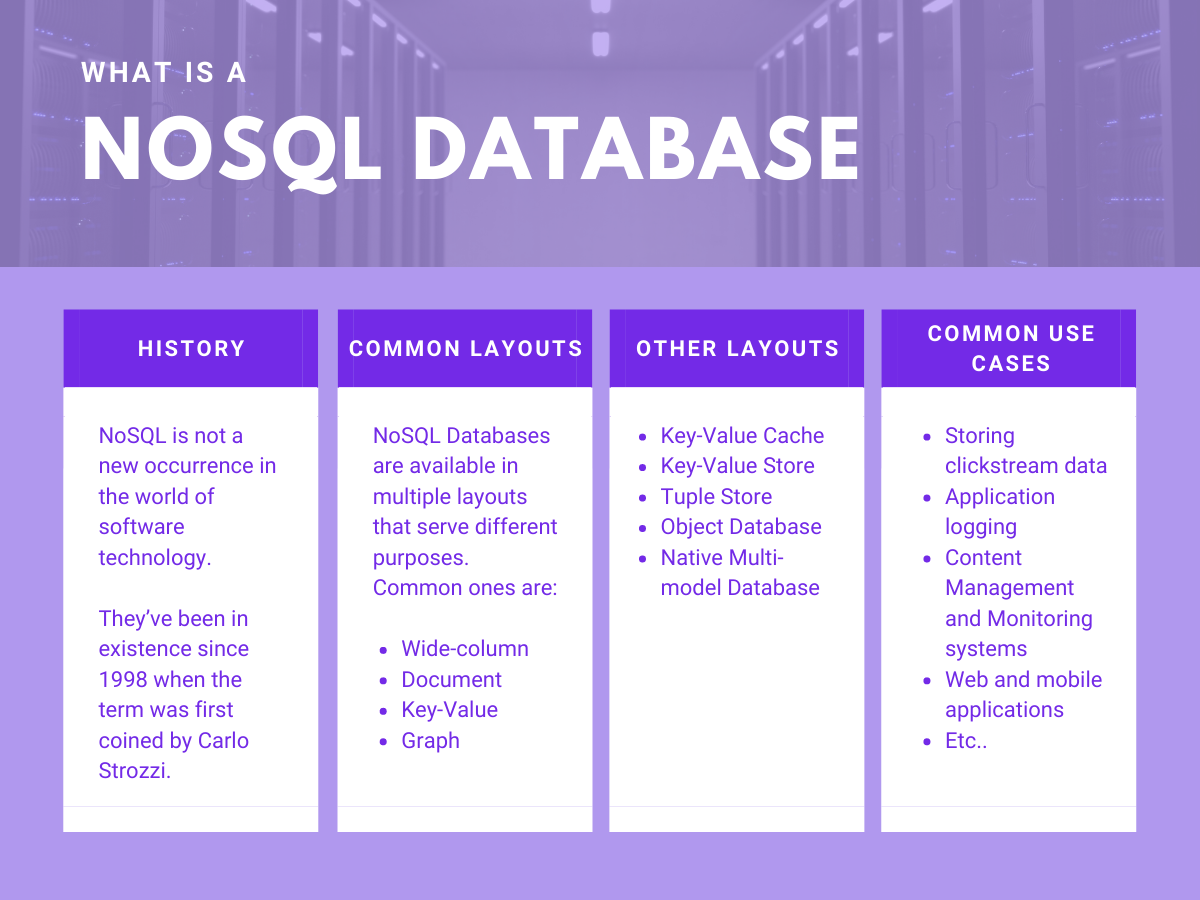 WHAT IS A
NOSQL DATABASE
HISTORY
NoSQL is not a
new occurrence in
the world of
software
technology.
They’ve been in
existence since
1998 when the
term was first
coined by Carlo
Strozzi.
COMMON LAYOUTS
NoSQL Databases
are available in
multiple layouts
that serve different
purposes.
Common ones are:
• Wide-column
• Document
• Key-Value
• Graph
OTHER LAYOUTS
• Key-Value Cache
• Key-Value Store
• Tuple Store
• Object Database
• Native Multi-
model Database
COMMON USE
CASES
• Storing
clickstream data
• Application
logging
• Content
Management
and Monitoring
systems
• Web and mobile
applications
• Etc..